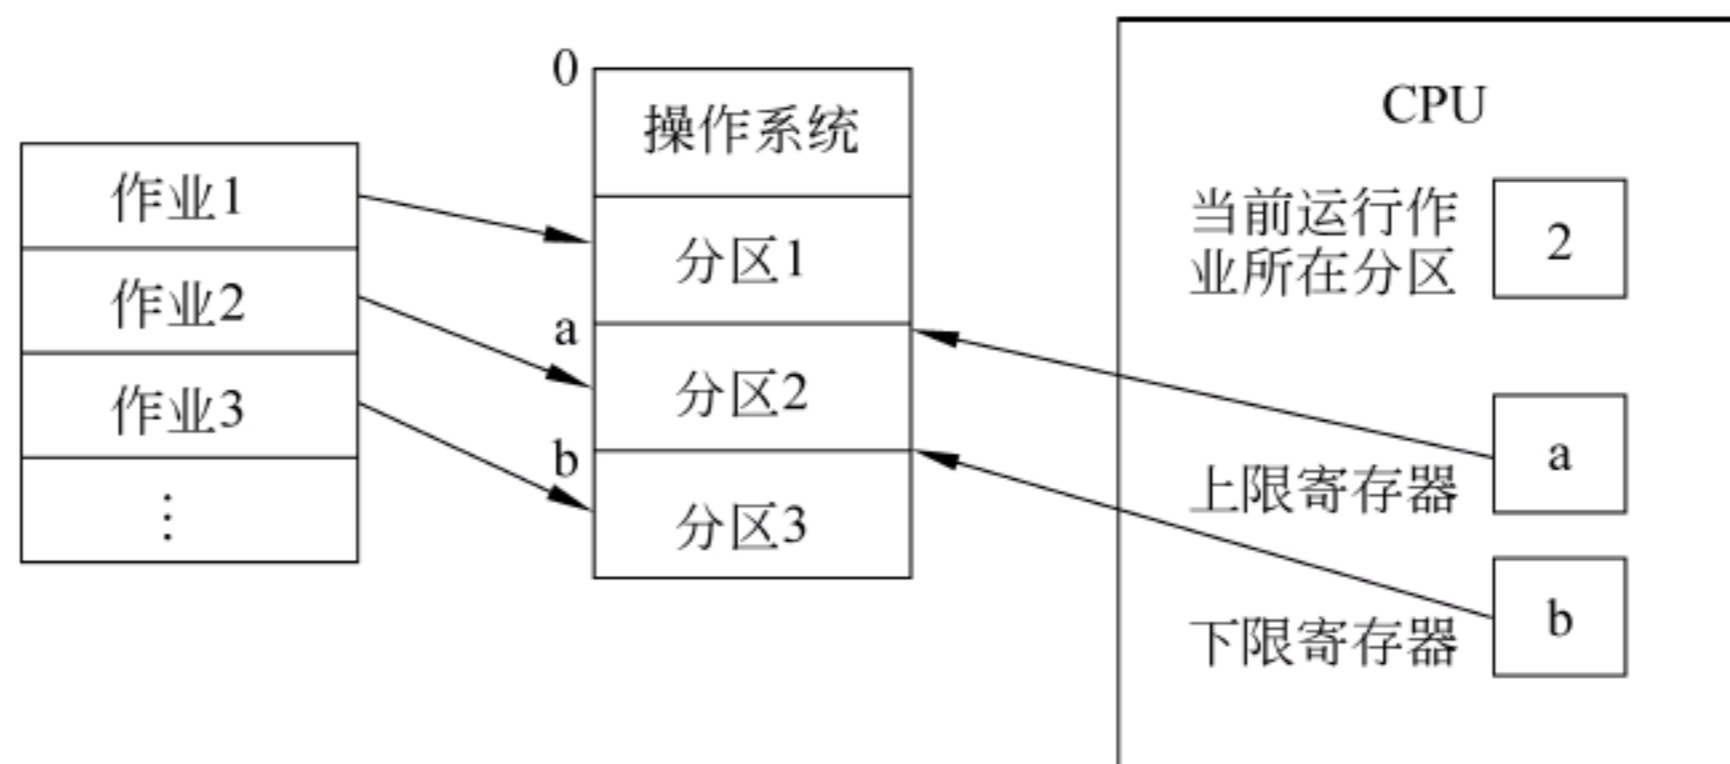 作业1
作业2
作业3
⋮
0
操作系统
分区1
a
分区2
b
分区3
CPU
当前运行作
业所在分区
2
上限寄存器
a
下限寄存器
b